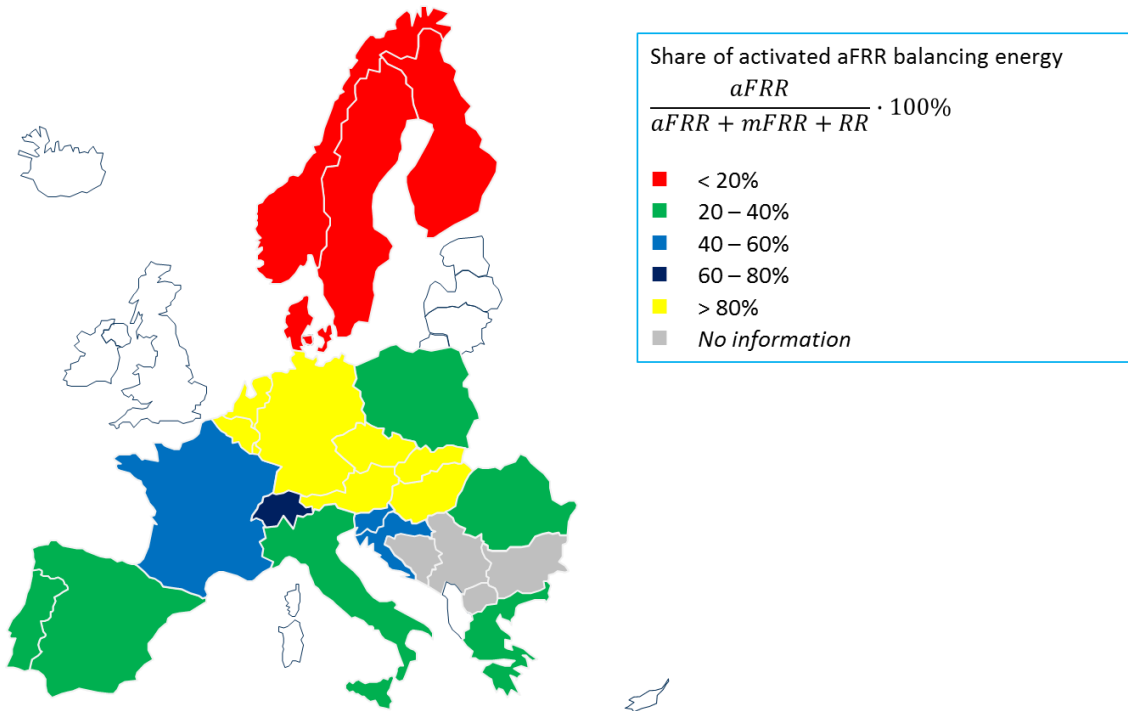 Share of activated aFRR balancing energy
aFRR
aFRR + mFRR + RR
· 100%
< 20%
20 – 40%
40 – 60%
60 – 80%
> 80%
No information